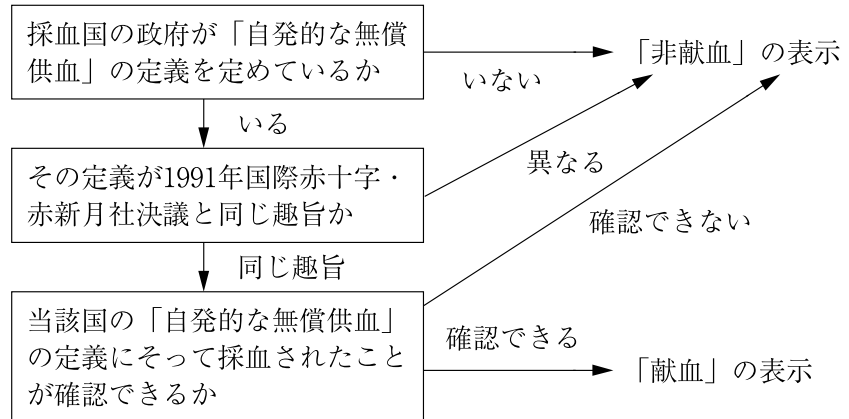 採血国の政府が「自発的な無償
供血」の定義を定めているか
「非献血」の表示
いない
いる
その定義が1991年国際赤十字・
赤新月社決議と同じ趣旨か
異なる
確認できない
同じ趣旨
当該国の「自発的な無償供血」
の定義にそって採血されたこと
が確認できるか
確認できる
「献血」の表示